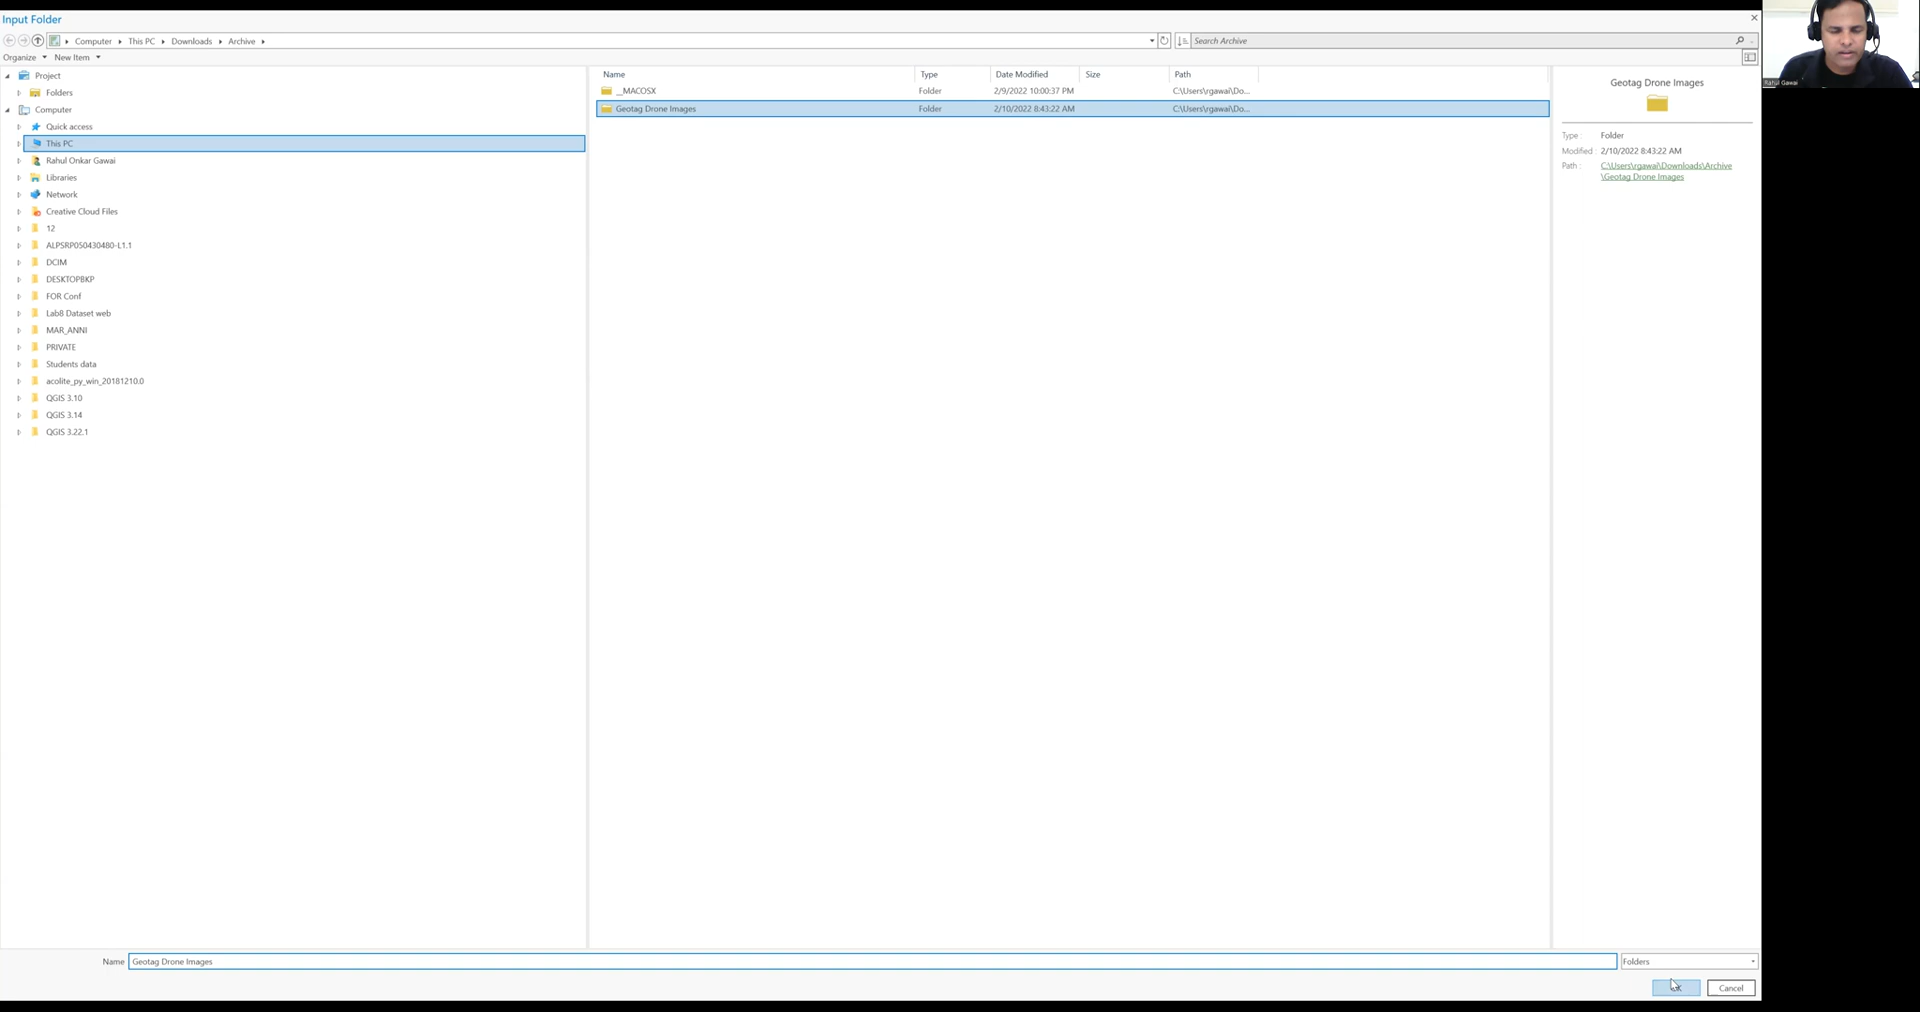 Input Folder
Computer This PC Downloads Archive
Search Archive
Organize New Item
Project
Folders
Computer
Quick access
This PC
Rahul Onkar Gawai
Libraries
Network
Creative Cloud Files
12
ALPSRP050430480-L1.1
DCIM
DESKTOPBKP
FOR Conf
Lab8 Dataset web
MAR_ANNI
PRIVATE
Students data
acolite_py_win_20181210.0
QGIS 3.10
QGIS 3.14
QGIS 3.22.1
Name Type Date Modified Size Path
__MACOSX Folder 2/9/2022 10:00:37 PM C:\Users\rgawai\Do...
Geotag Drone Images Folder 2/10/2022 8:43:22 AM C:\Users\rgawai\Do...
Geotag Drone Images
Type : Folder
Modified : 2/10/2022 8:43:22 AM
Path : C:\Users\rgawai\Downloads\Archive
\Geotag Drone Images
Rahul Gawai
Name Geotag Drone Images Folders
Cancel